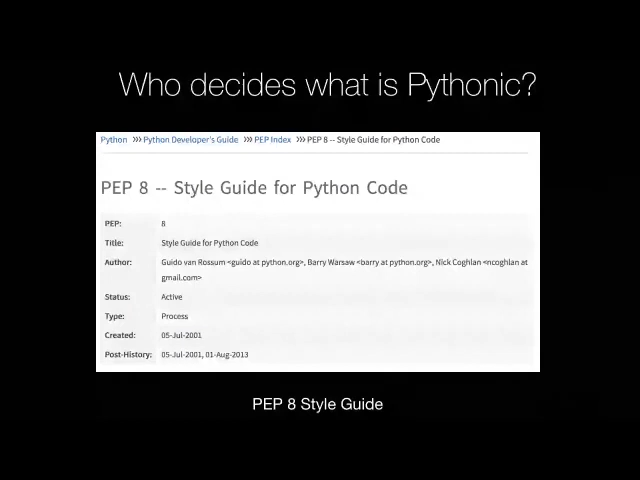 Who decides what is Pythonic?
Python >>> Python Developer's Guide >>> PEP Index >>> PEP 8 -- Style Guide for Python Code
PEP 8 -- Style Guide for Python Code
PEP: 8
Title: Style Guide for Python Code
Author: Guido van Rossum <guido at python.org>, Barry Warsaw <barry at python.org>, Nick Coghlan <ncoghlan at
gmail.com>
Status: Active
Type: Process
Created: 05-Jul-2001
Post-History: 05-Jul-2001, 01-Aug-2013
PEP 8 Style Guide